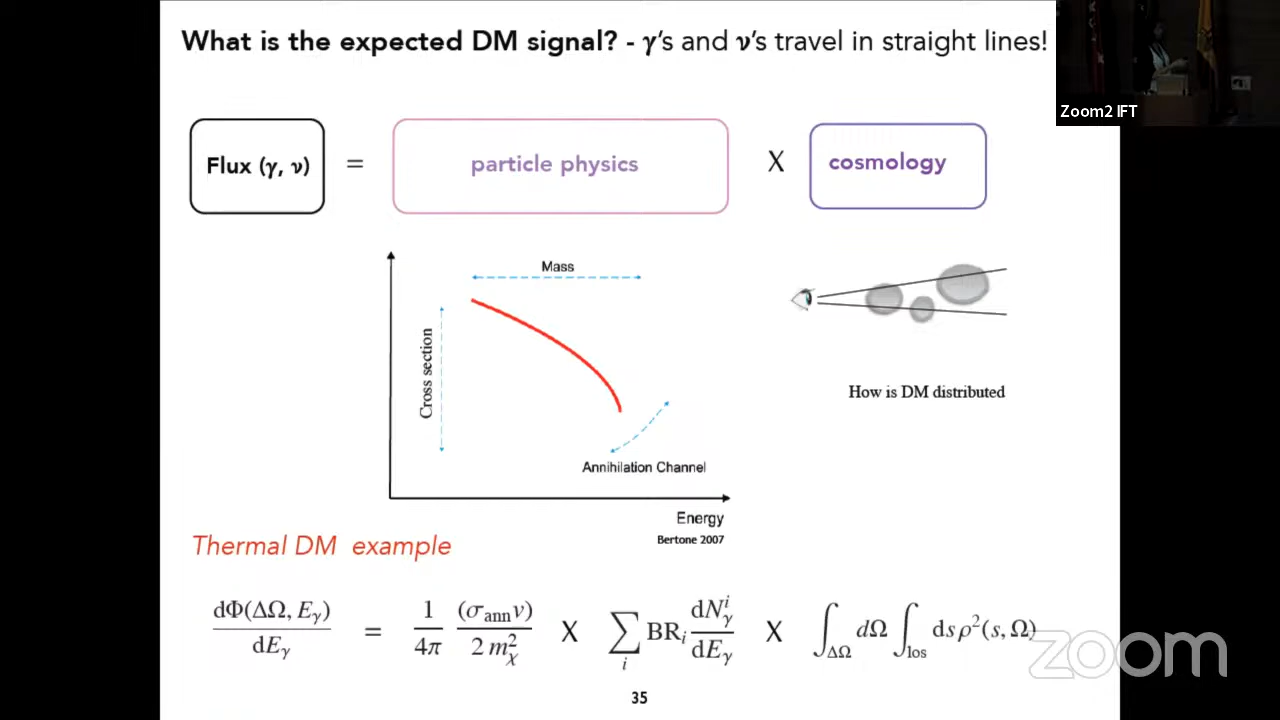 What is the expected DM signal? - γ's and ν's travel in straight lines!
Zoom2 IFT
Flux (γ, ν) = particle physics X cosmology
Mass
Cross section
Annihilation Channel
Energy
Bertone 2007
How is DM distributed
Thermal DM example
dΦ(ΔΩ, E_γ)/dE_γ = 1/4π (σ_ann v)/2 m_χ^2 X ∑_i BR_i dN_γ^i/dE_γ X ∫_ΔΩ dΩ ∫_los ds ρ^2(s, Ω)
zoom
35